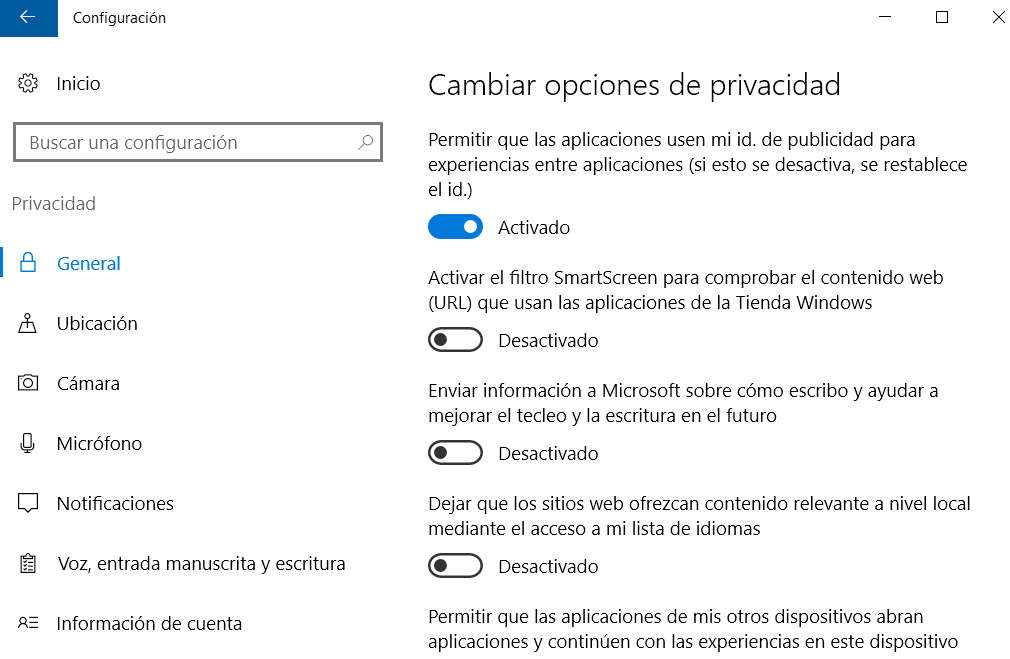 Configuración
Inicio
Buscar una configuración
Privacidad
General
Ubicación
Cámara
Micrófono
Notificaciones
Voz, entrada manuscrita y escritura
Información de cuenta
Cambiar opciones de privacidad
Permitir que las aplicaciones usen mi id. de publicidad para
experiencias entre aplicaciones (si esto se desactiva, se restablece
el id.)
Activado
Activar el filtro SmartScreen para comprobar el contenido web
(URL) que usan las aplicaciones de la Tienda Windows
Desactivado
Enviar información a Microsoft sobre cómo escribo y ayudar a
mejorar el tecleo y la escritura en el futuro
Desactivado
Dejar que los sitios web ofrezcan contenido relevante a nivel local
mediante el acceso a mi lista de idiomas
Desactivado
Permitir que las aplicaciones de mis otros dispositivos abran
aplicaciones y continúen con las experiencias en este dispositivo